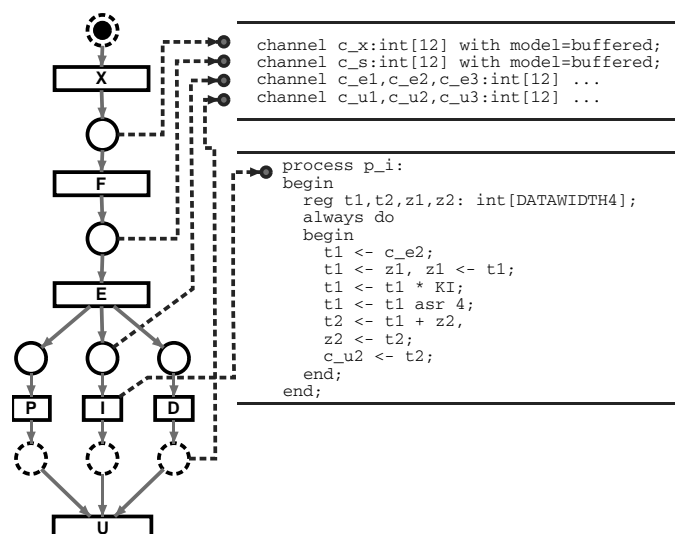 X
F
E
P I D
U
channel c_x:int[12] with model=buffered;
channel c_s:int[12] with model=buffered;
channel c_e1,c_e2,c_e3:int[12] ...
channel c_u1,c_u2,c_u3:int[12] ...
process p_i:
begin
reg t1,t2,z1,z2: int[DATAWIDTH4];
always do
begin
t1 <- c_e2;
t1 <- z1, z1 <- t1;
t1 <- t1 * KI;
t1 <- t1 asr 4;
t2 <- t1 + z2,
z2 <- t2;
c_u2 <- t2;
end;
end;